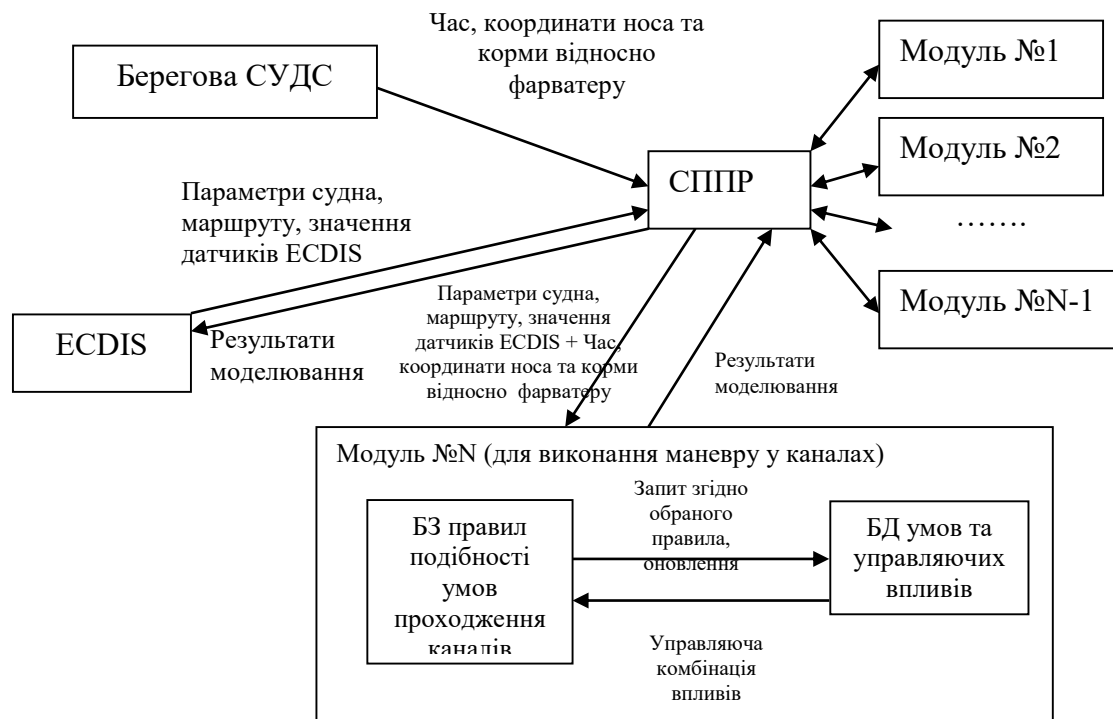 Час, координати носа та
корми відносно
фарватеру
Берегова СУДС
Модуль №1
Модуль №2
…….
Модуль №N-1
СППР
Параметри судна,
маршруту, значення
датчиків ECDIS
ECDIS
Результати
моделювання
Параметри судна,
маршруту, значення
датчиків ECDIS + Час,
координати носа та корми
відносно фарватеру
Результати
моделювання
Модуль №N (для виконання маневру у каналах)
БЗ правил
подібності
умов
проходження
каналів
Запит згідно
обраного
правила,
оновлення
БД умов та
управляючих
впливів
Управляюча
комбінація
впливів